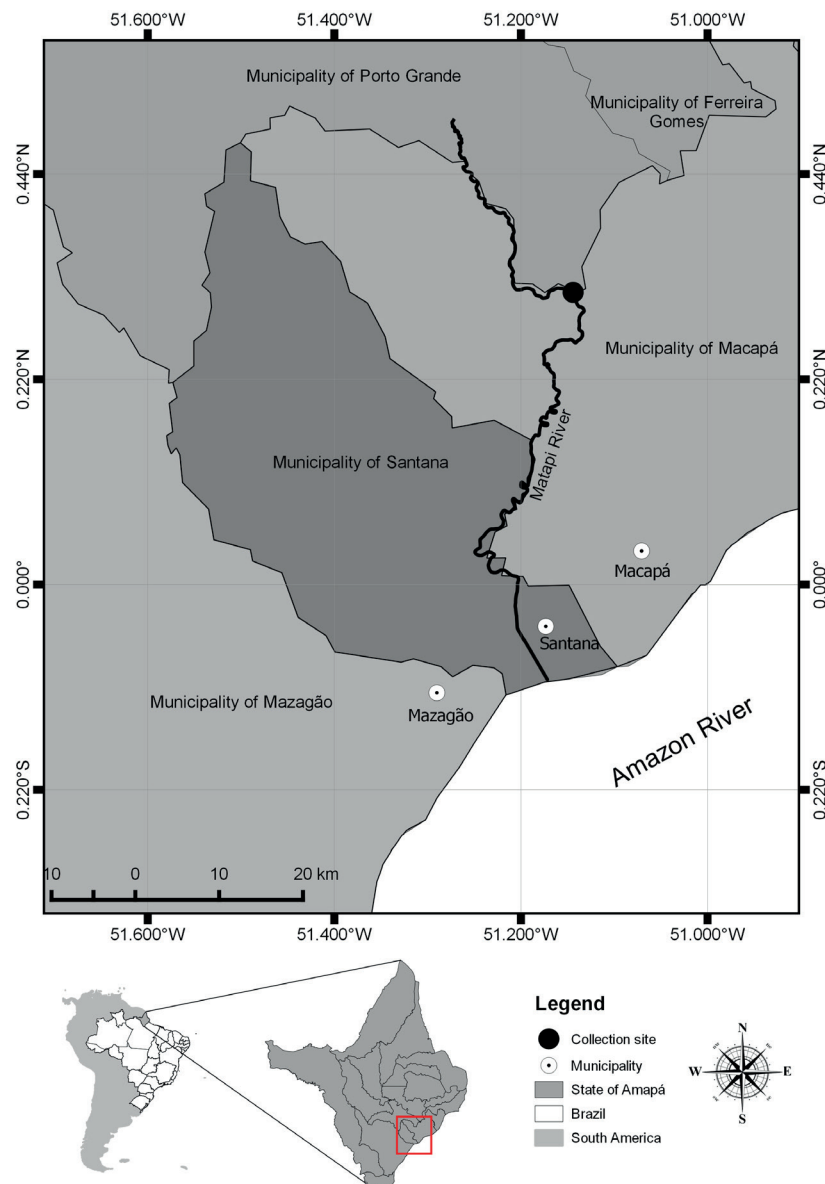 51.600°W 51.400°W 51.200°W 51.000°W
Municipality of Porto Grande
Municipality of Ferreira
Gomes
0.440°N 0.440°N
Municipality of Macapá
0.220°N 0.220°N
Matapi River
Municipality of Santana
Macapá
0.000° 0.000°
Santana
Municipality of Mazagão
Mazagão
Amazon River
0.220°S 0.220°S
10 0 10 20 km
51.600°W 51.400°W 51.200°W 51.000°W
Legend
Collection site
Municipality
State of Amapá
Brazil
South America
N
W E
S